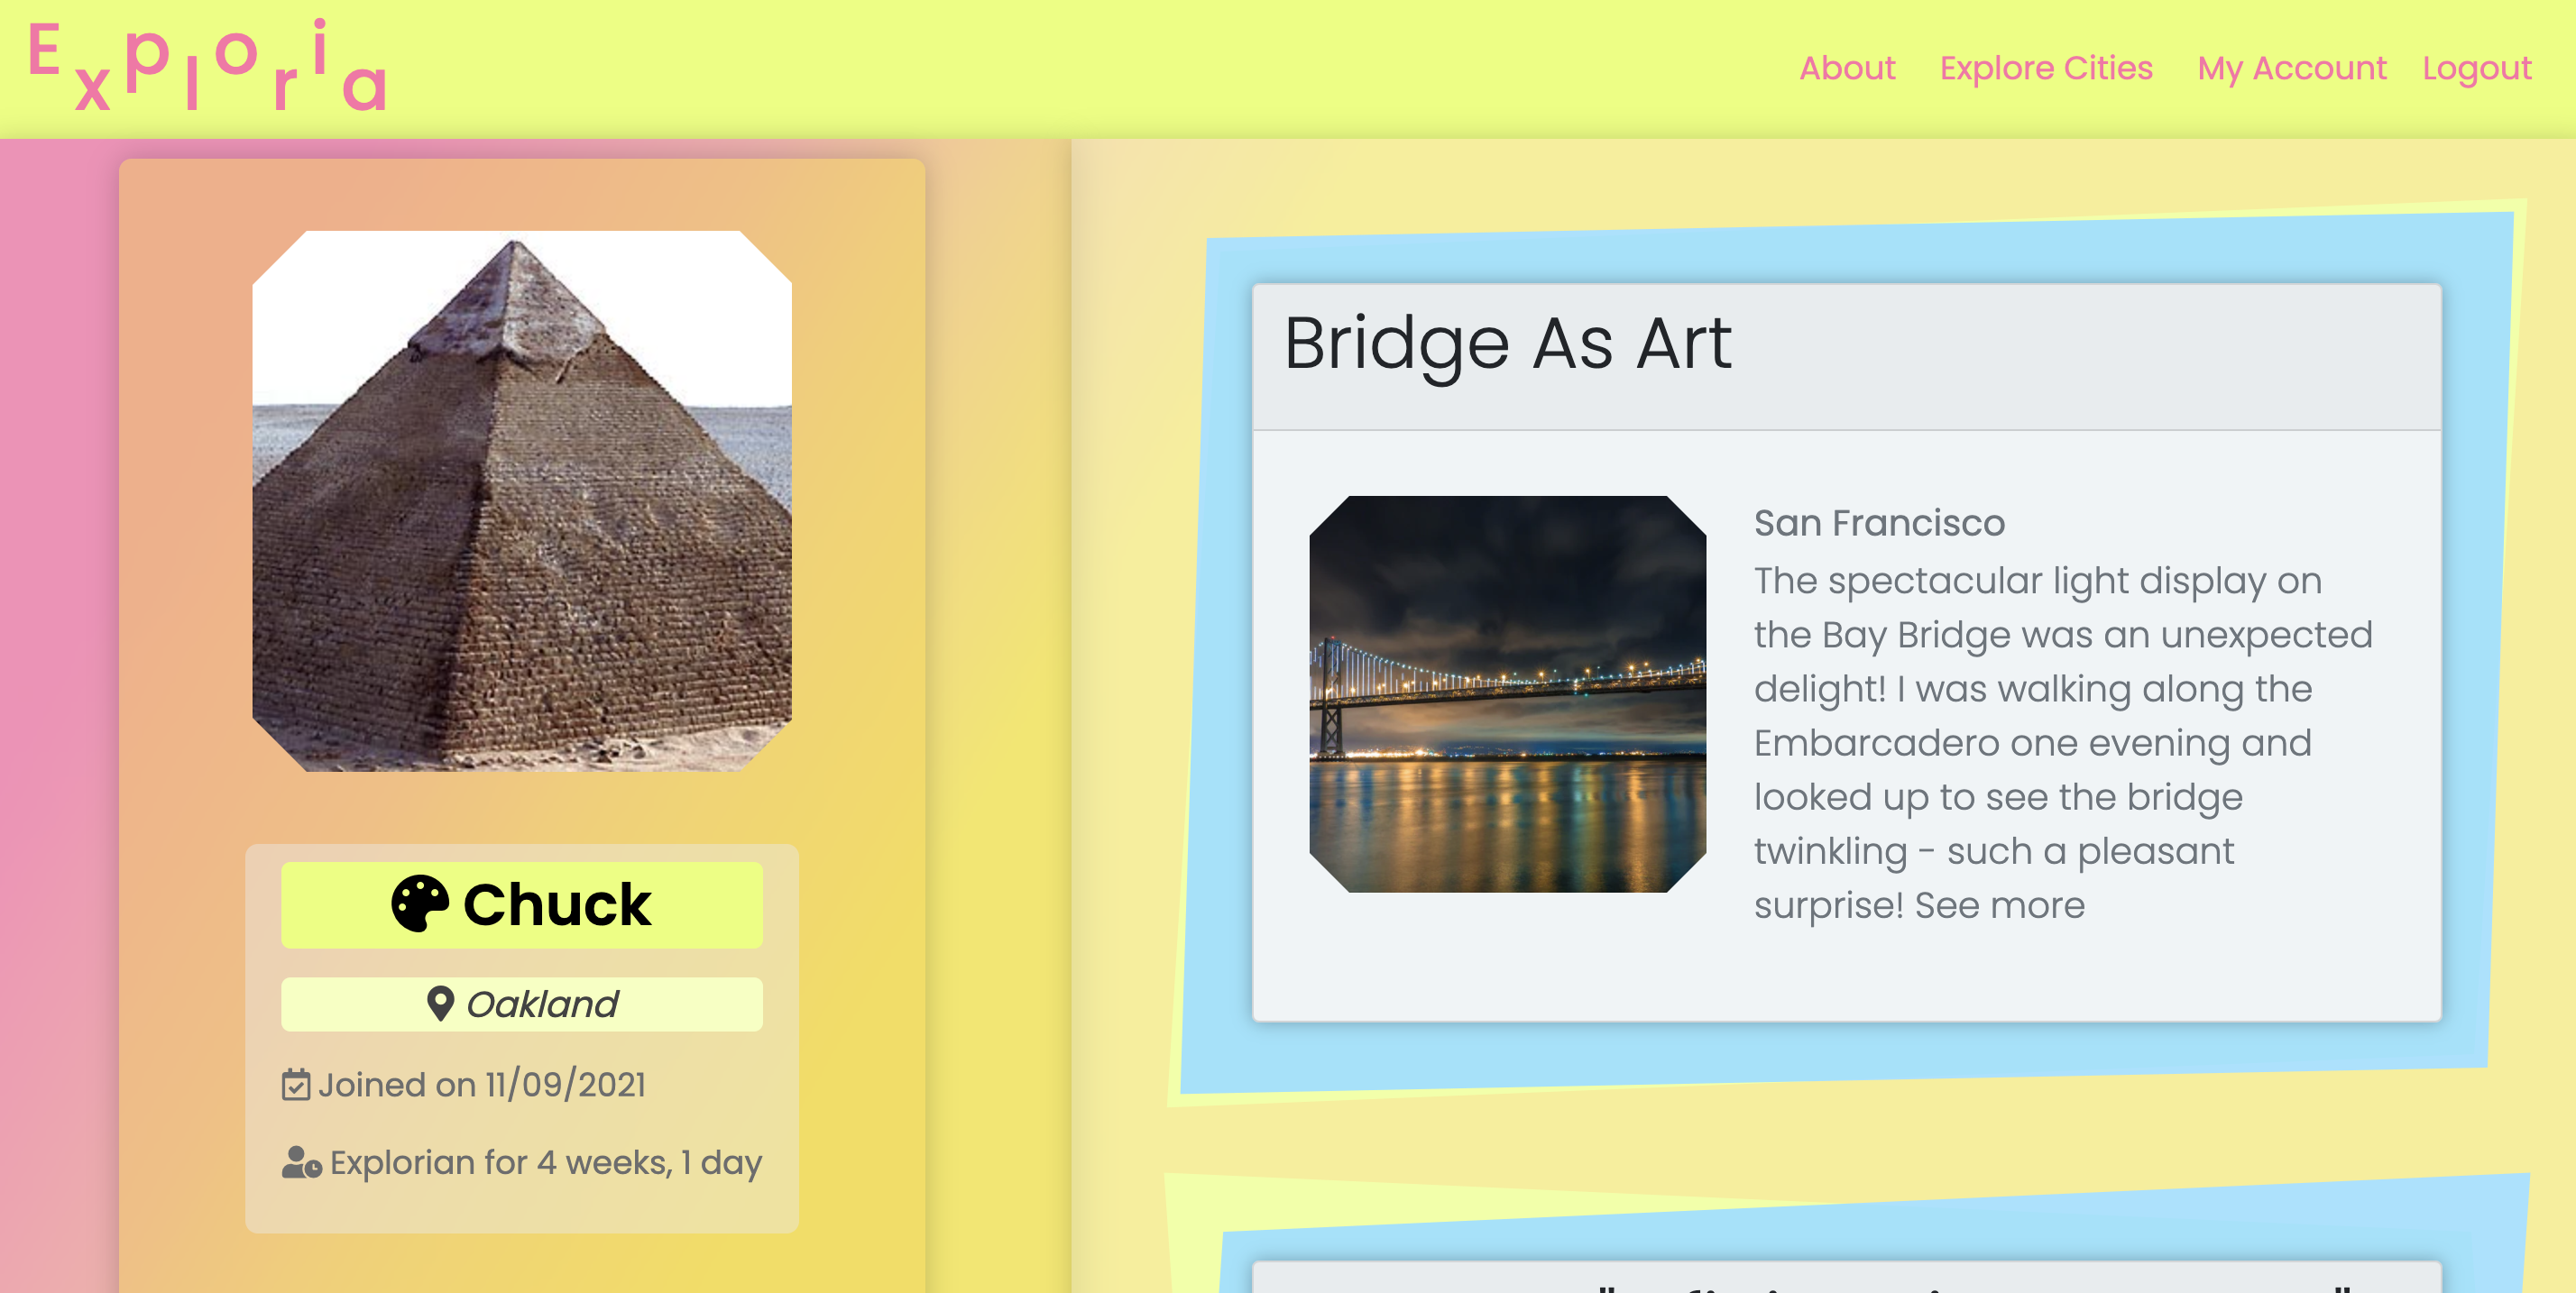 Exploria
About Explore Cities My Account Logout
Chuck
Oakland
Joined on 11/09/2021
Explorian for 4 weeks, 1 day
Bridge As Art
San Francisco
The spectacular light display on
the Bay Bridge was an unexpected
delight! I was walking along the
Embarcadero one evening and
looked up to see the bridge
twinkling - such a pleasant
surprise! See more